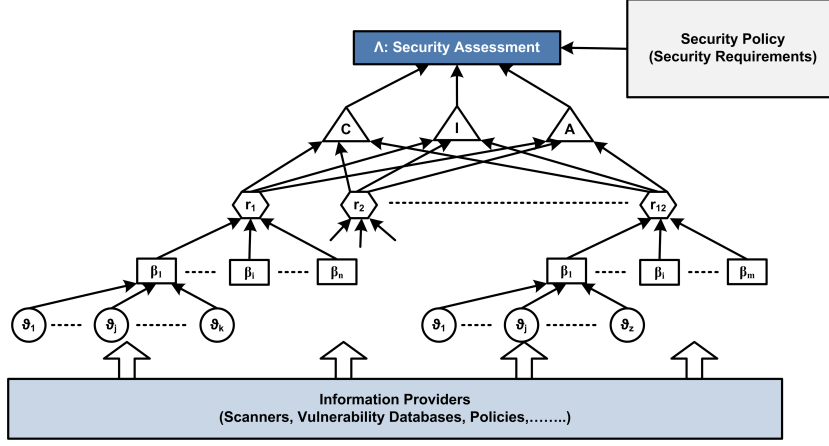 Λ: Security Assessment
Security Policy
(Security Requirements)
C I A
r1 r2 r12
β1 βi βn β1 βi βm
ϑ1 ϑj ϑk ϑ1 ϑj ϑz
Information Providers
(Scanners, Vulnerability Databases, Policies,……..)